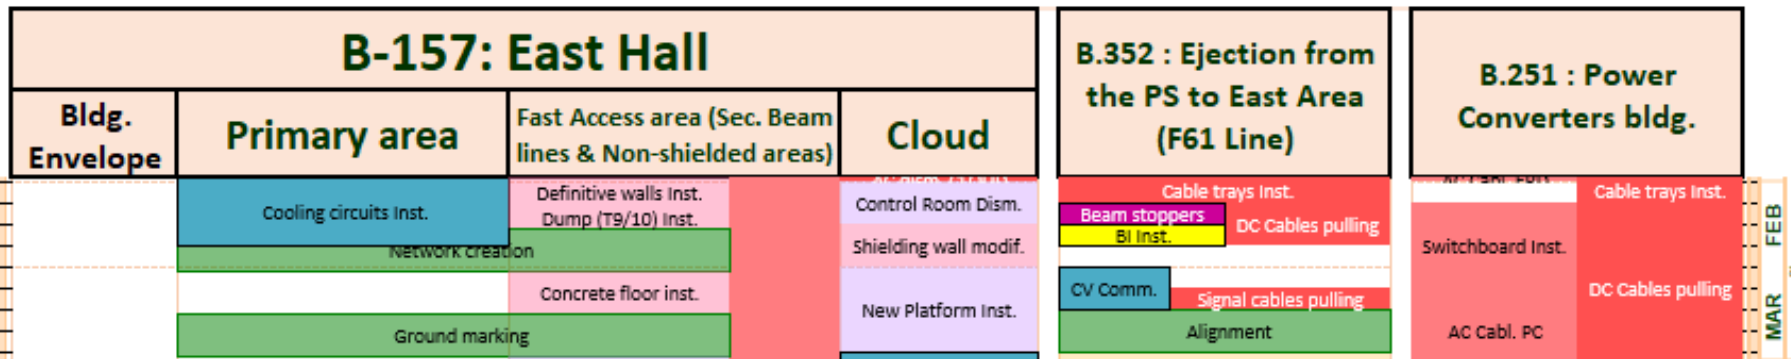 B-157: East Hall
B.352 : Ejection from
the PS to East Area
(F61 Line)
B.251 : Power
Converters bldg.
Bldg.
Envelope
Primary area
Fast Access area (Sec. Beam
lines & Non-shielded areas)
Cloud
Cooling circuits Inst.
Definitive walls Inst.
Dump (T9/10) Inst.
Network creation
Concrete floor inst.
Ground marking
Control Room Dism.
Shielding wall modif.
New Platform Inst.
Cable trays Inst.
Beam stoppers
BI Inst.
DC Cables pulling
CV Comm.
Signal cables pulling
Alignment
Switchboard Inst.
AC Cabl. PC
Cable trays Inst.
DC Cables pulling
FEB
MAR